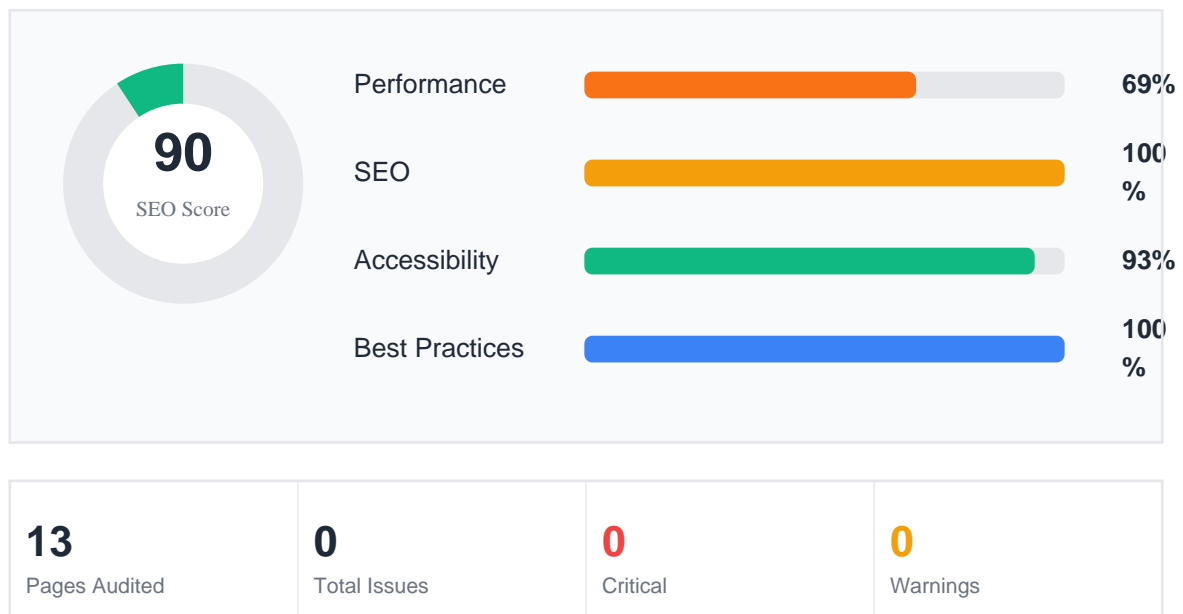 90
SEO Score
Performance
69%
SEO
100
%
Accessibility
93%
Best Practices
100
%
13
Pages Audited
0
Total Issues
0
Critical
0
Warnings